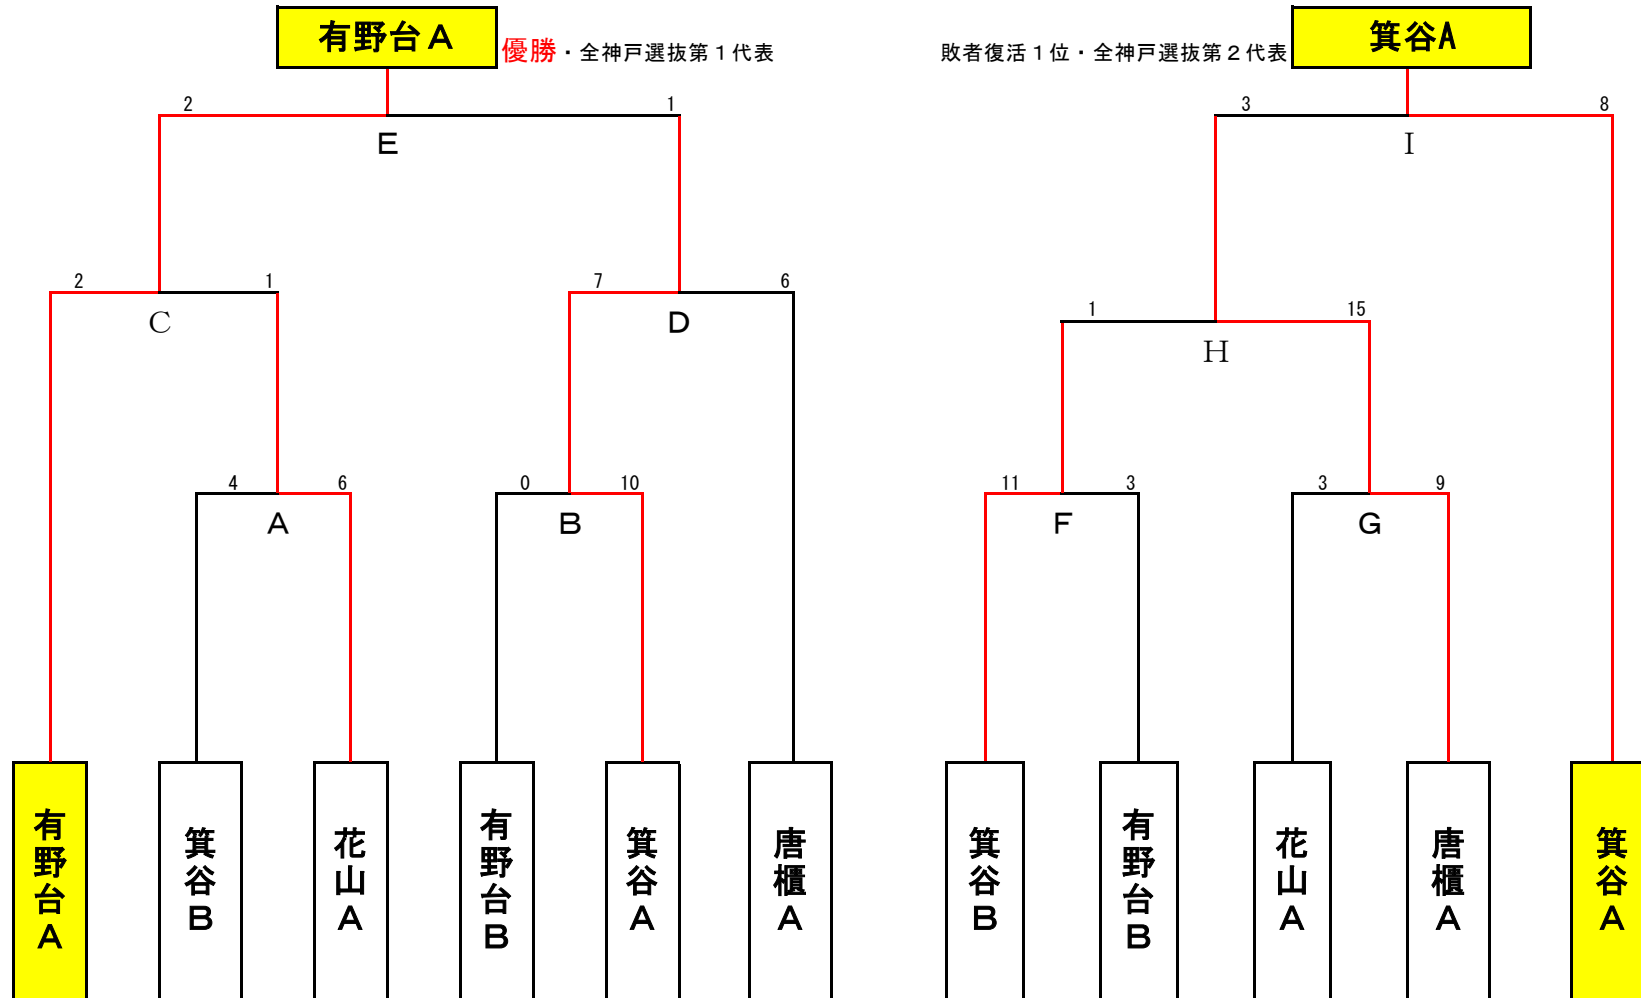 有野台Ａ
優勝・全神戸選抜第１代表
敗者復活１位・全神戸選抜第２代表
箕谷A
2 1
E
3 8
I
2 1
C
7 6
D
1 15
H
4 6
A
0 10
B
11 3
F
3 9
G
有野台Ａ
箕谷Ｂ
花山Ａ
有野台Ｂ
箕谷Ａ
唐櫃Ａ
箕谷Ｂ
有野台Ｂ
花山Ａ
唐櫃Ａ
箕谷Ａ